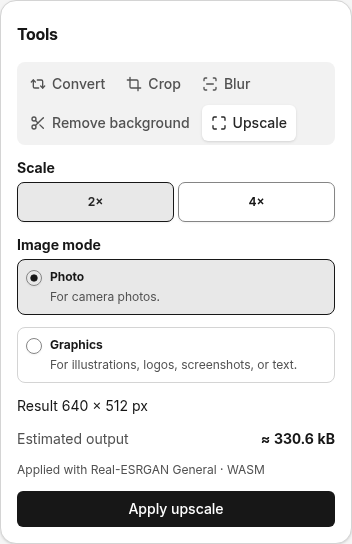 Tools
Convert Crop Blur
Remove background Upscale
Scale
2× 4×
Image mode
Photo
For camera photos.
Graphics
For illustrations, logos, screenshots, or text.
Result 640 × 512 px
Estimated output ≈ 330.6 kB
Applied with Real-ESRGAN General · WASM
Apply upscale